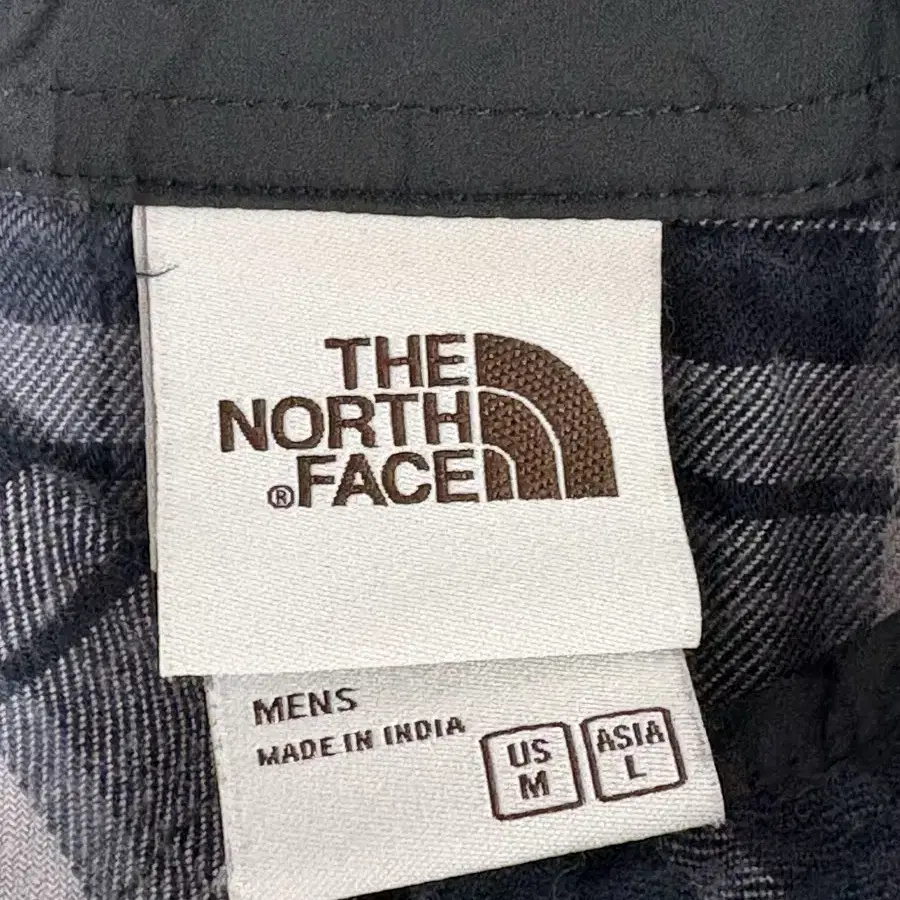 THE
NORTH
®FACE
MENS
MADE IN INDIA
US
M
ASIA
L